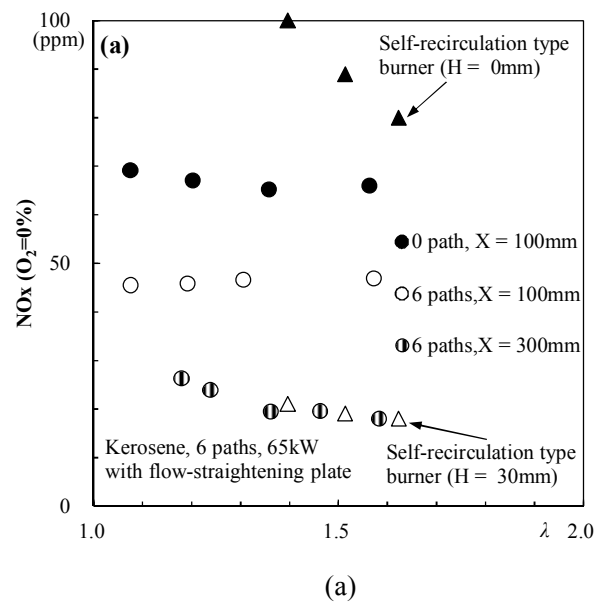 100
(ppm)
(a)
Self-recirculation type
burner (H = 0mm)
NOx (O2=0%)
50
0 path, X = 100mm
6 paths,X = 100mm
6 paths,X = 300mm
Kerosene, 6 paths, 65kW
with flow-straightening plate
Self-recirculation type
burner (H = 30mm)
0
1.0
1.5
λ
2.0
(a)